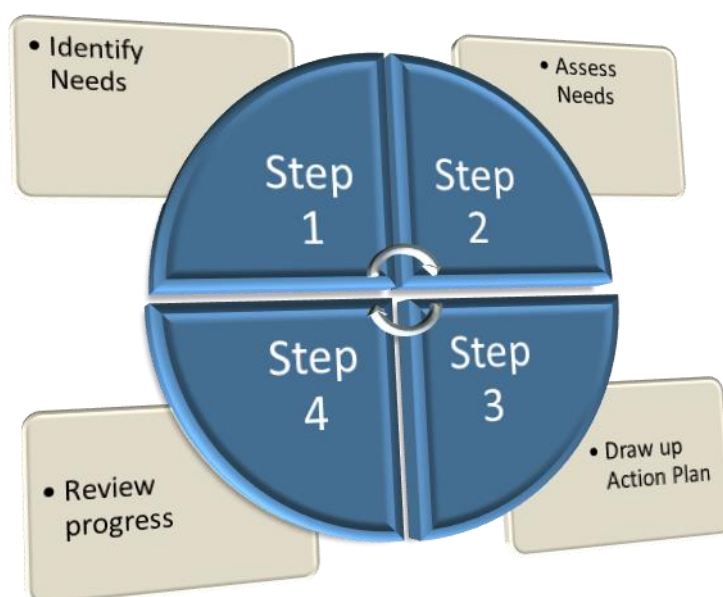 • Identify
Needs
• Assess
Needs
Step
1
Step
2
Step
4
Step
3
• Review
progress
• Draw up
Action Plan